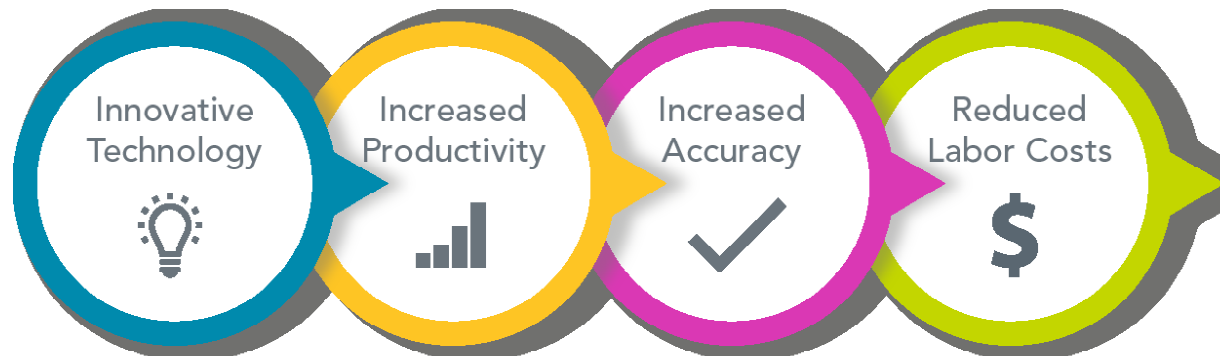 Innovative
Technology
Increased
Productivity
Increased
Accuracy
Reduced
Labor Costs
$